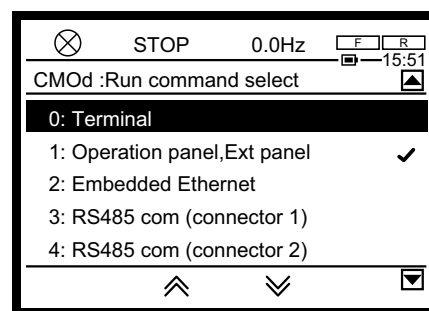 STOP 0.0Hz F R
15:51
CMOd :Run command select
0: Terminal
1: Operation panel,Ext panel
2: Embedded Ethernet
3: RS485 com (connector 1)
4: RS485 com (connector 2)